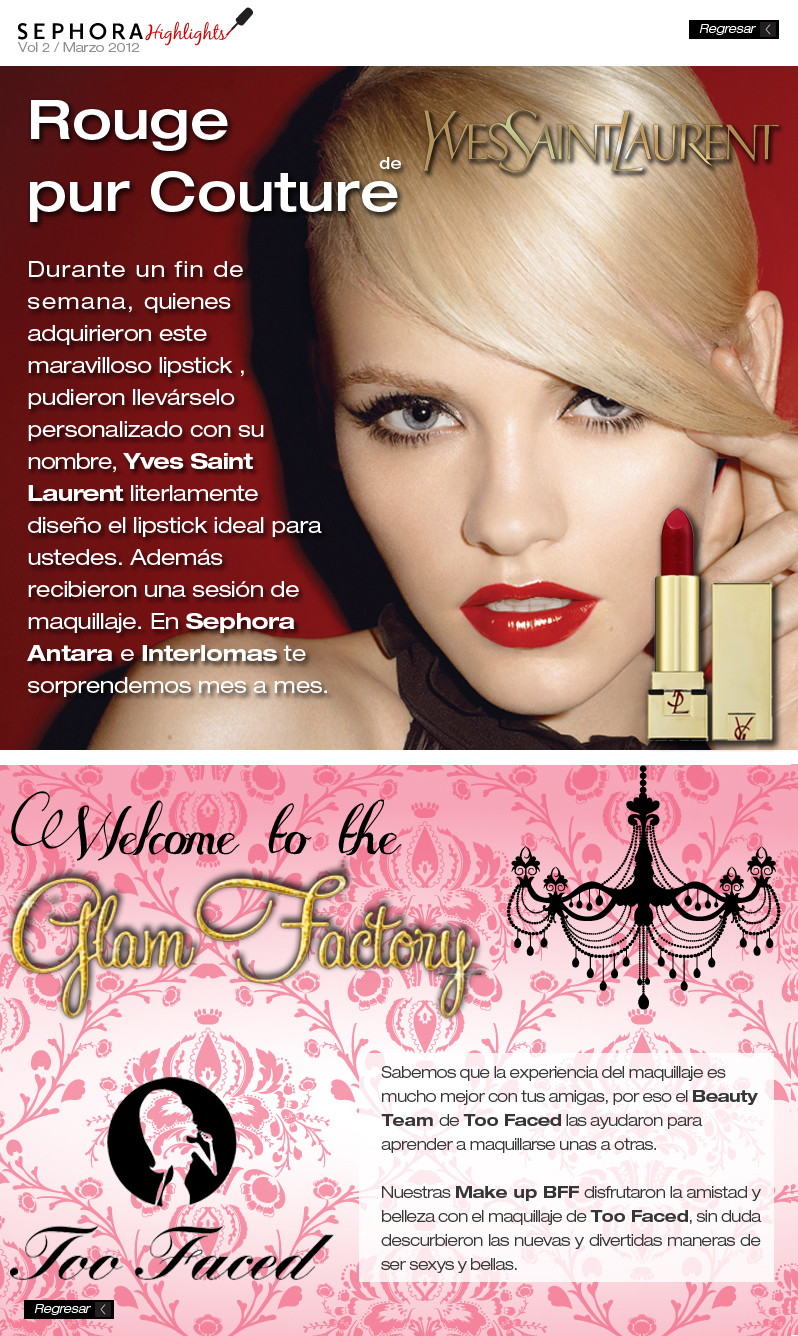 SEPHORA Highlights
Vol 2 / Marzo 2012
Regresar
Rouge
de
pur Couture
YVESSAINTLAURENT
Durante un fin de
semana, quienes
adquirieron este
maravilloso lipstick ,
pudieron llevárselo
personalizado con su
nombre, Yves Saint
Laurent literlamente
diseño el lipstick ideal para
ustedes. Además
recibieron una sesión de
maquillaje. En Sephora
Antara e Interlomas te
sorprendemos mes a mes.
Welcome to the
Glam Factory
Sabemos que la experiencia del maquillaje es
mucho mejor con tus amigas, por eso el Beauty
Team de Too Faced las ayudaron para
aprender a maquillarse unas a otras.
Nuestras Make up BFF disfrutaron la amistad y
belleza con el maquillaje de Too Faced, sin duda
descurbieron las nuevas y divertidas maneras de
ser sexys y bellas.
Too Faced
Regresar